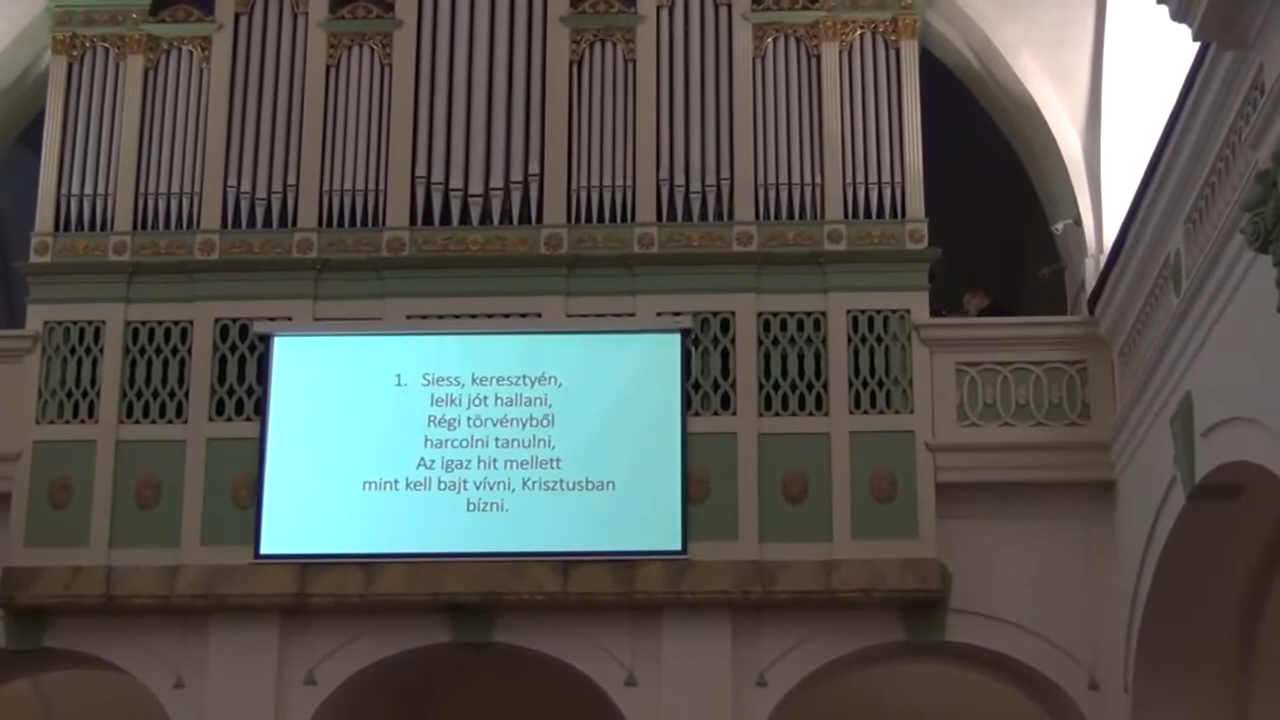 1. Siess, keresztyén,
lelki jót hallani,
Régi törvényből
harcolni tanulni,
Az igaz hit mellett
mint kell bajt vívni, Krisztusban
bízni.